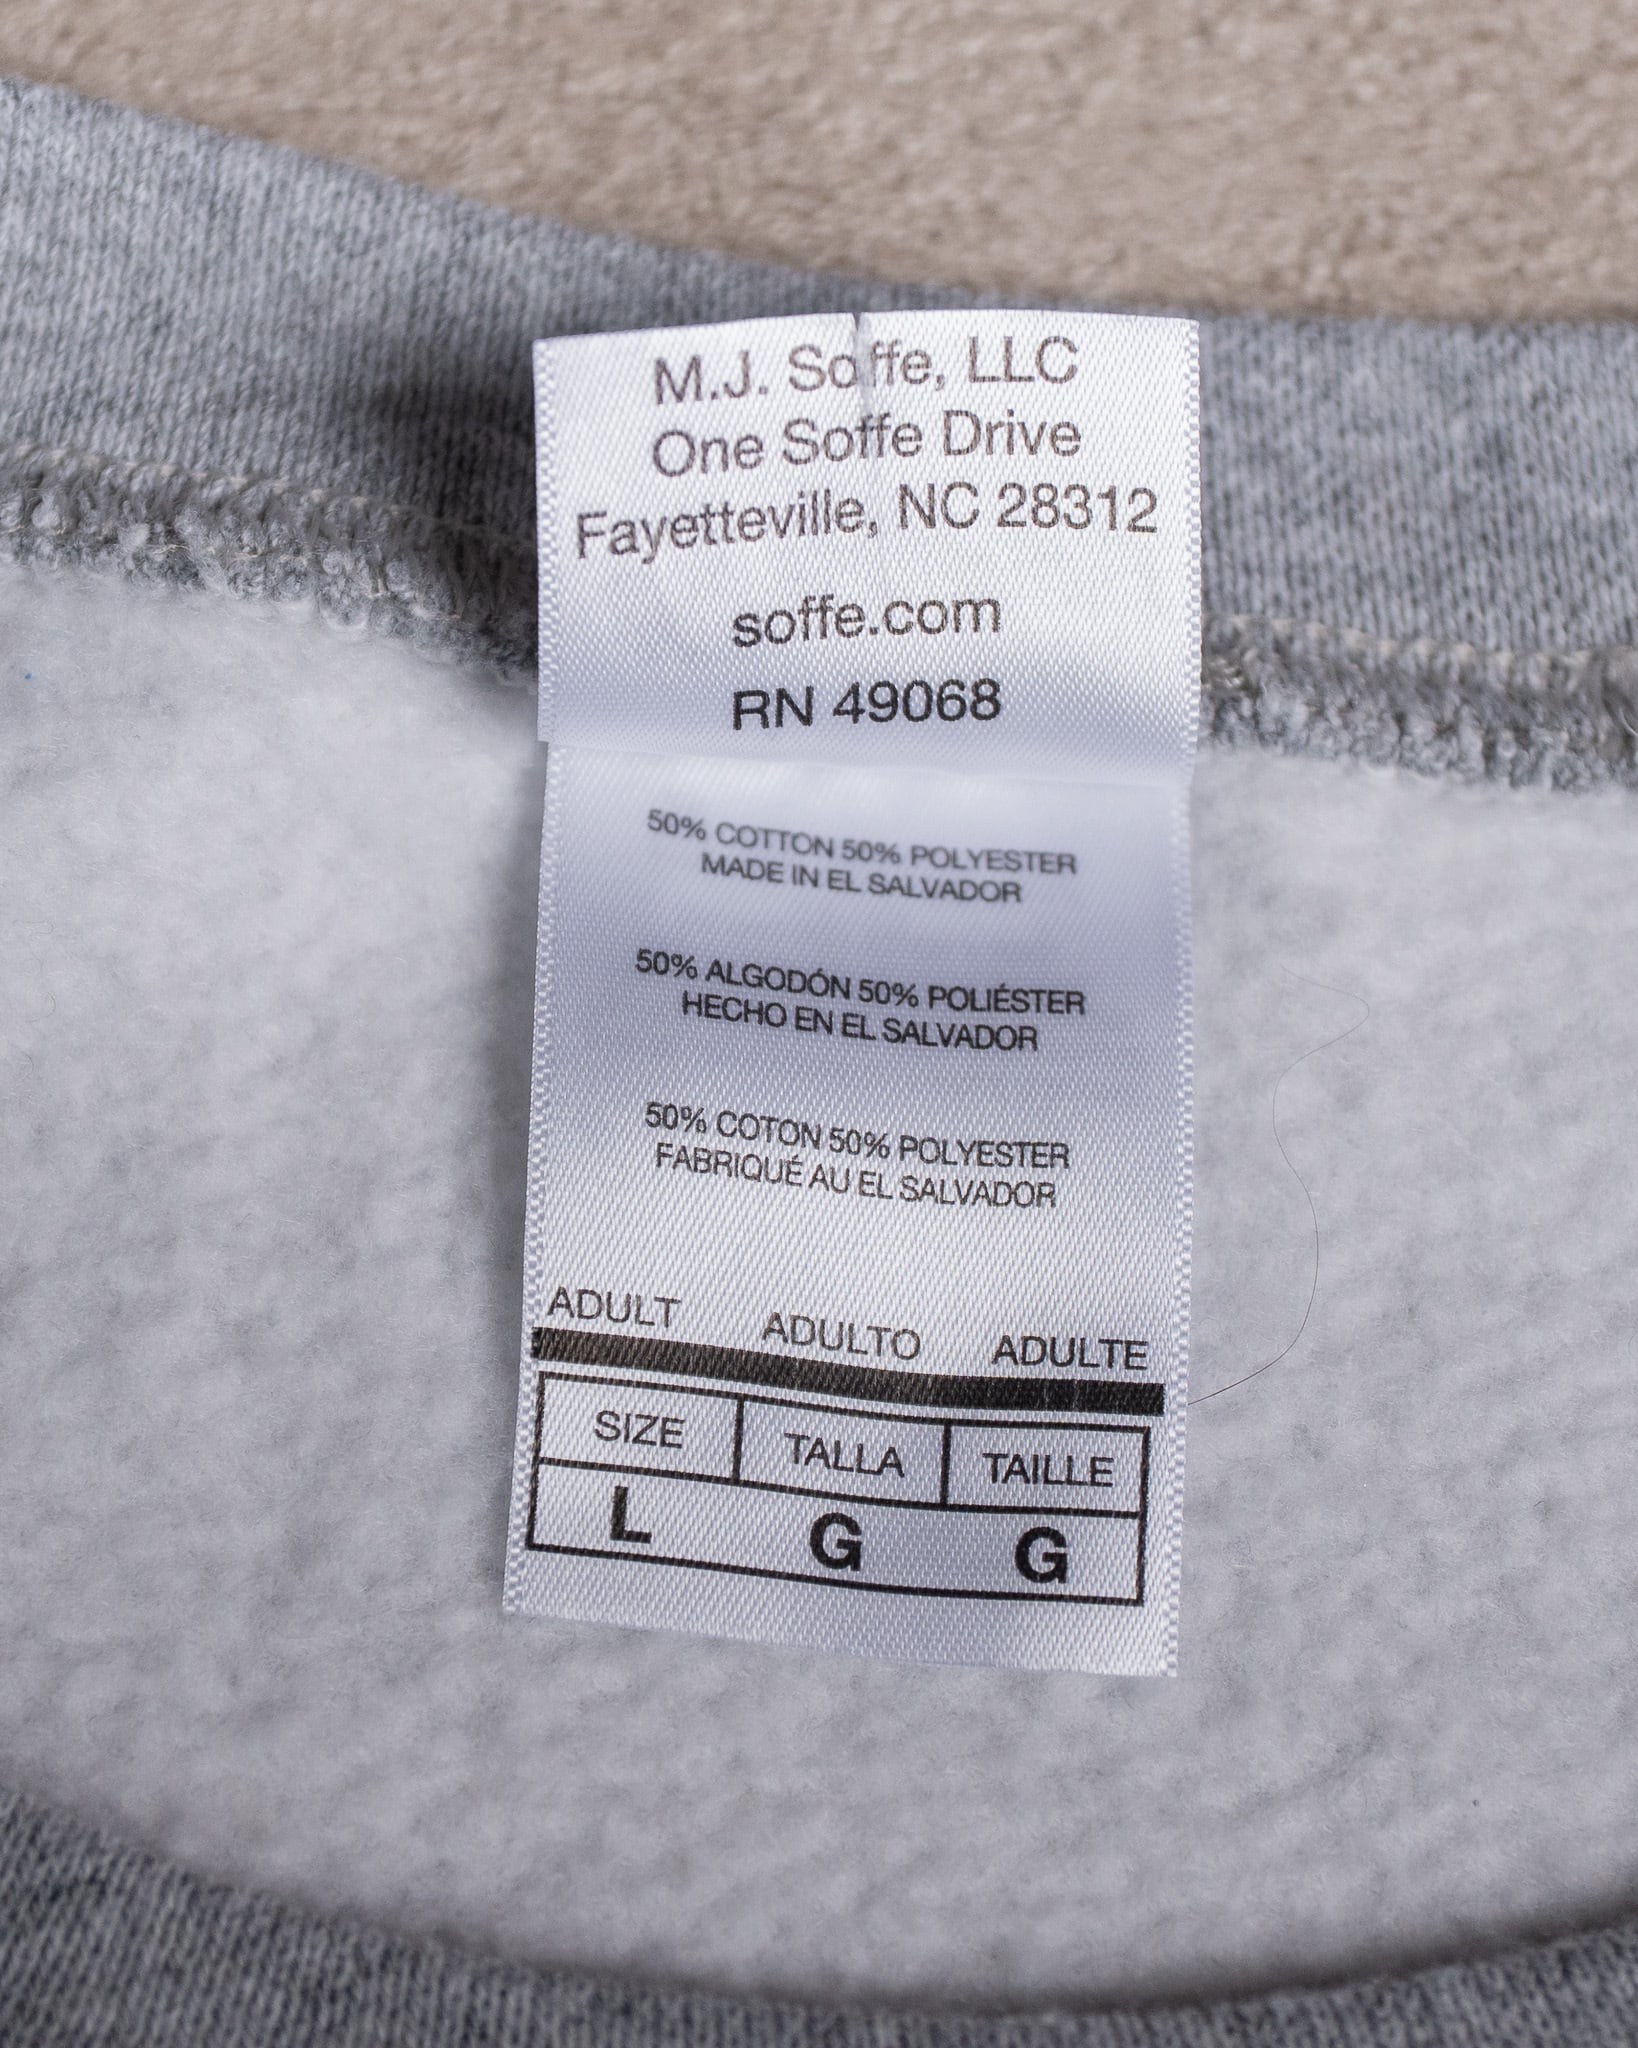 M.J. Soffe, LLC
One Soffe Drive
Fayetteville, NC 28312
soffe.com
RN 49068
50% COTTON 50% POLYESTER
MADE IN EL SALVADOR
50% ALGODÓN 50% POLIÉSTER
HECHO EN EL SALVADOR
50% COTON 50% POLYESTER
FABRIQUÉ AU EL SALVADOR
ADULT ADULTO ADULTE
SIZE TALLA TAILLE
L G G